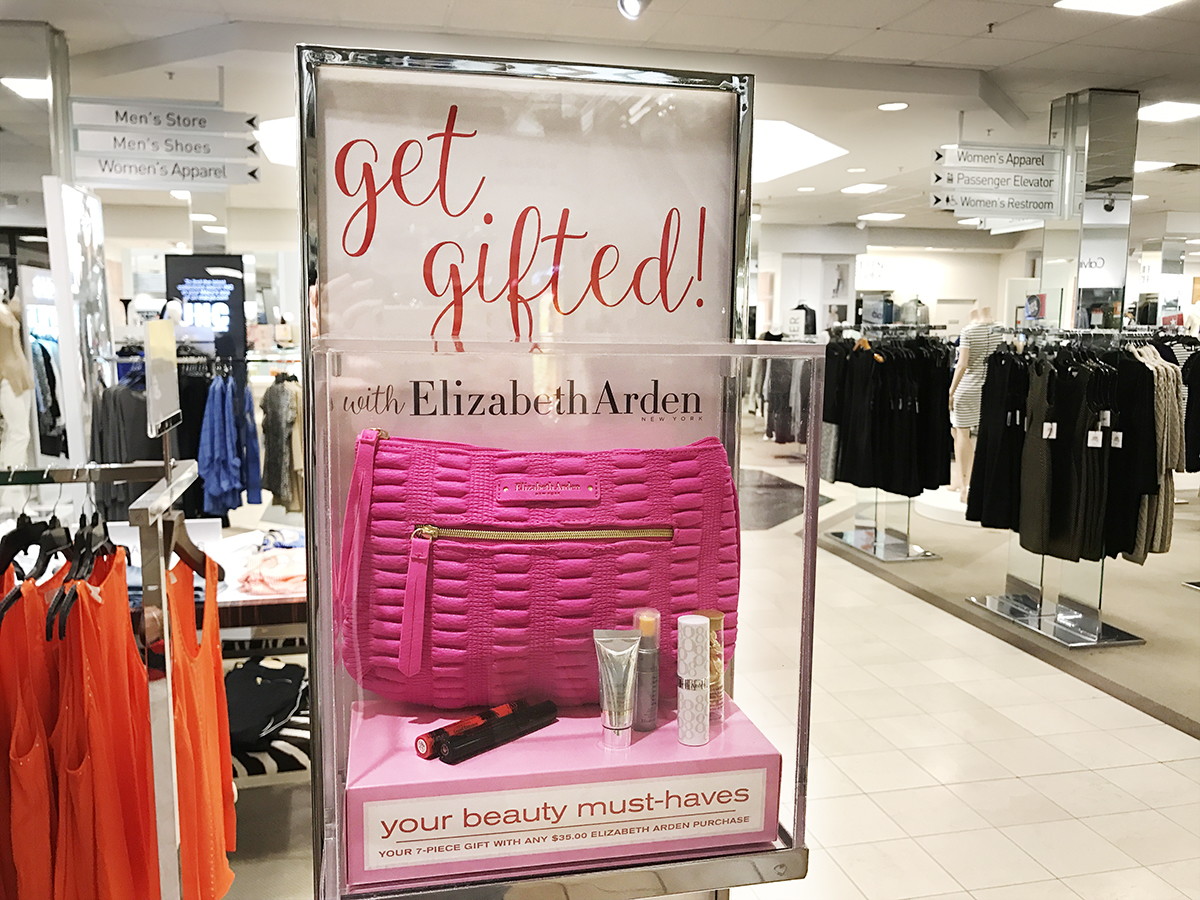 Men's Store
Men's Shoes
Women's Apparel
get
gifted!
with Elizabeth Arden
NEW YORK
Women's Apparel
Passenger Elevator
Women's Restroom
Elizabeth Arden
your beauty must-haves
YOUR 7-PIECE GIFT WITH ANY $35.00 ELIZABETH ARDEN PURCHASE